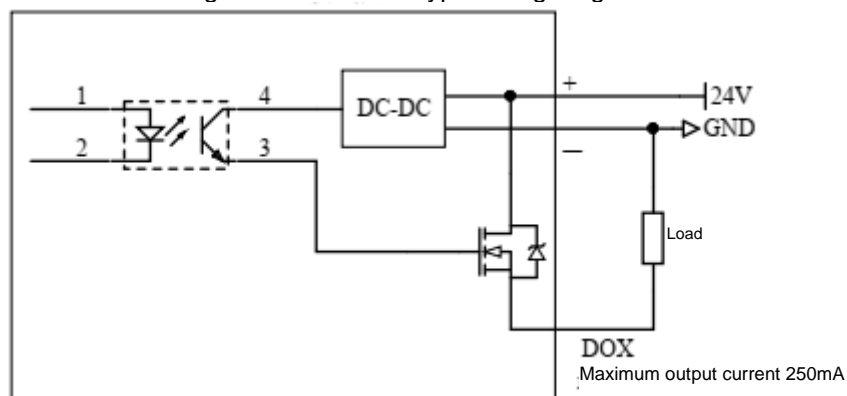 1
4
DC-DC
+
24V
GND
2
3
−
Load
DOX
Maximum output current 250mA